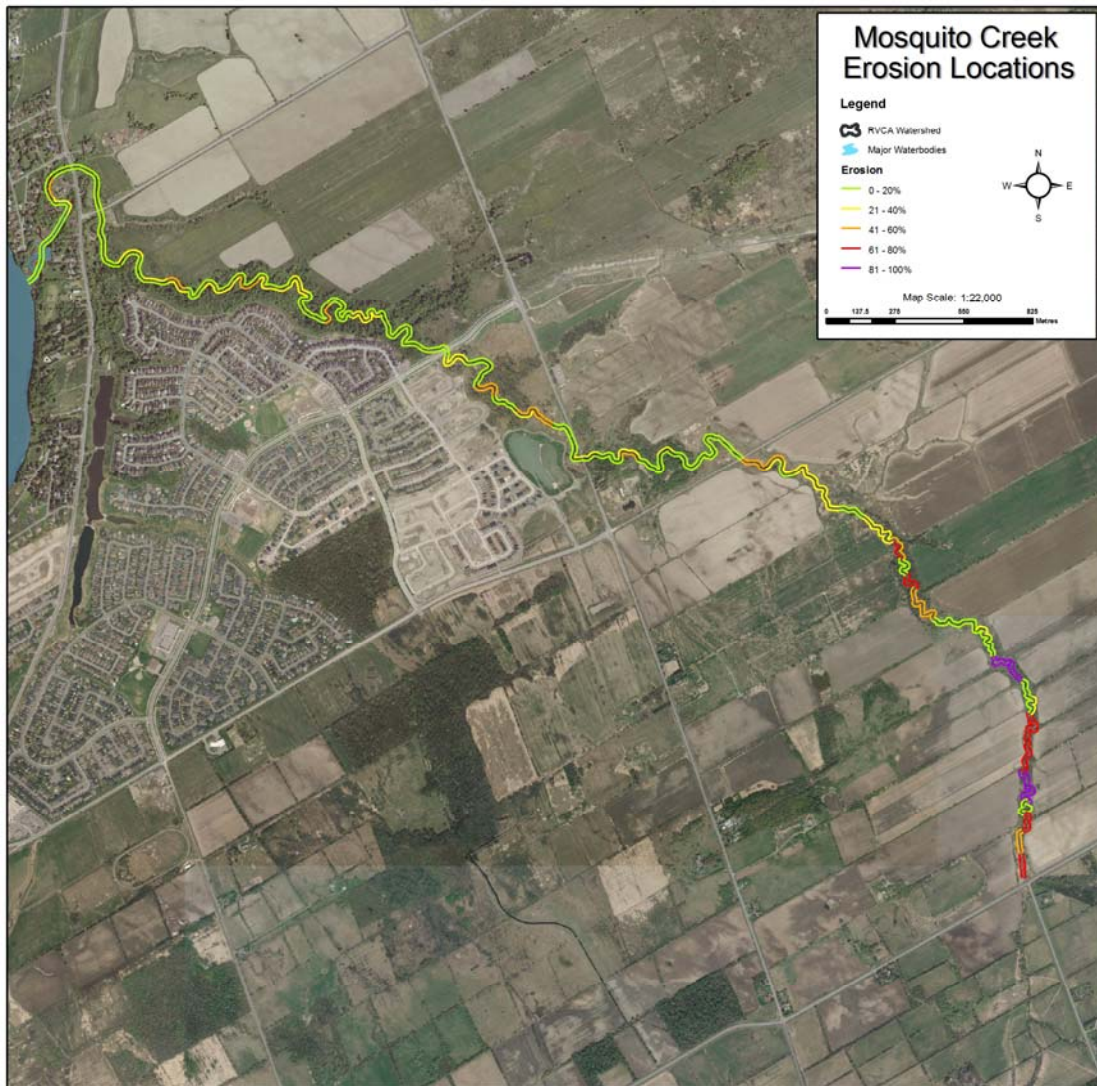 Mosquito Creek
Erosion Locations
Legend
RVCA Watershed
Major Waterbodies
Erosion
0 - 20%
21 - 40%
41 - 60%
61 - 80%
81 - 100%
N
W
E
S
Map Scale: 1:22,000
0 137.5 275 550 825
Metres